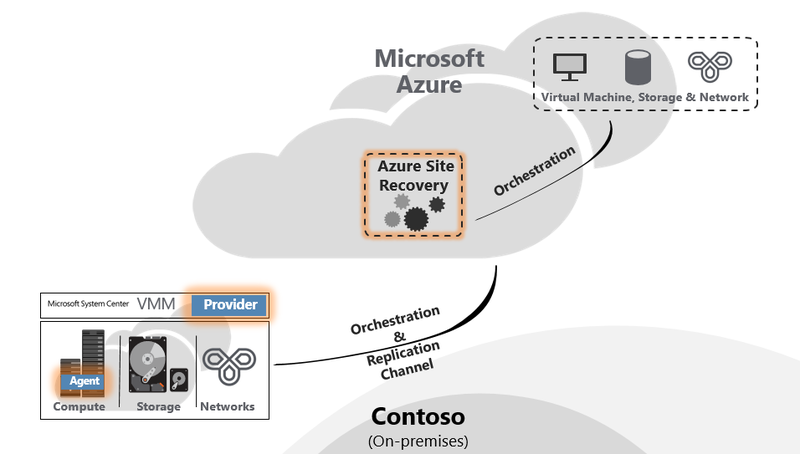 Microsoft
Azure
Virtual Machine, Storage & Network
Azure Site
Recovery
Orchestration
Microsoft System Center VMM Provider
Orchestration
&
Replication
Channel
Agent
Compute Storage Networks
Contoso
(On-premises)